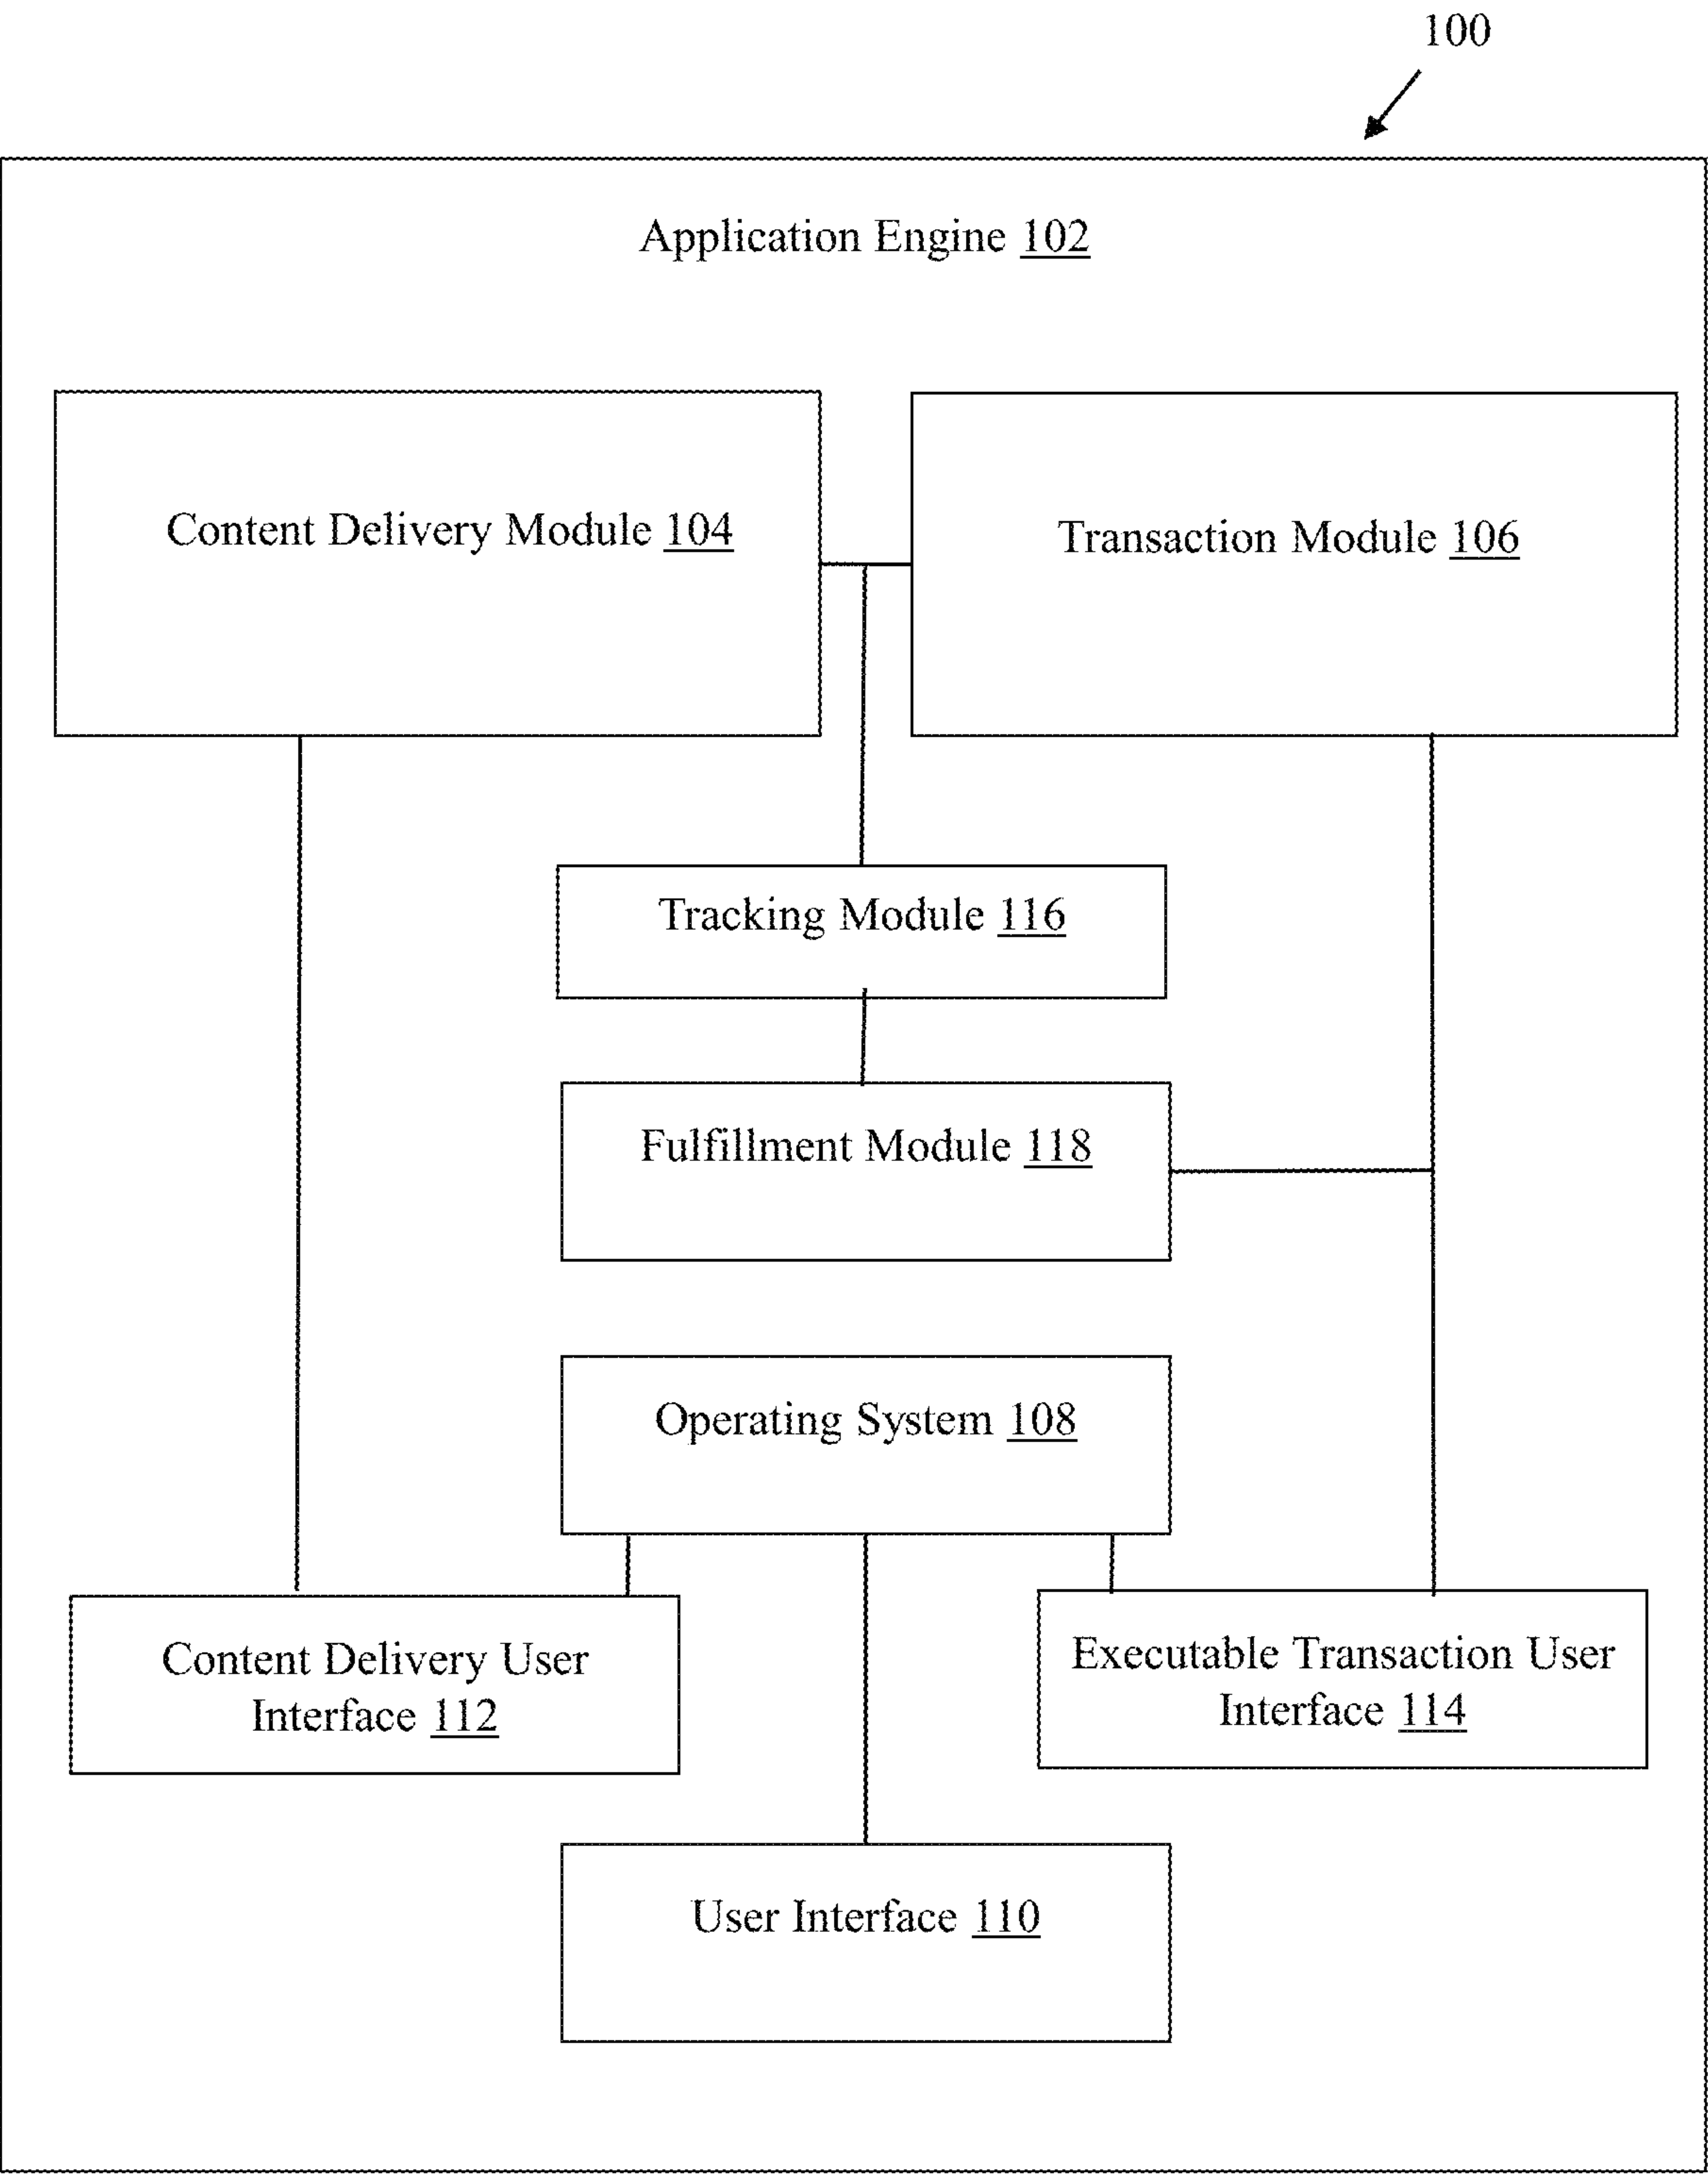 100
Application Engine 102
Content Delivery Module 104
Transaction Module 106
Tracking Module 116
Fulfillment Module 118
Operating System 108
Content Delivery User
Interface 112
Executable Transaction User
Interface 114
User Interface 110